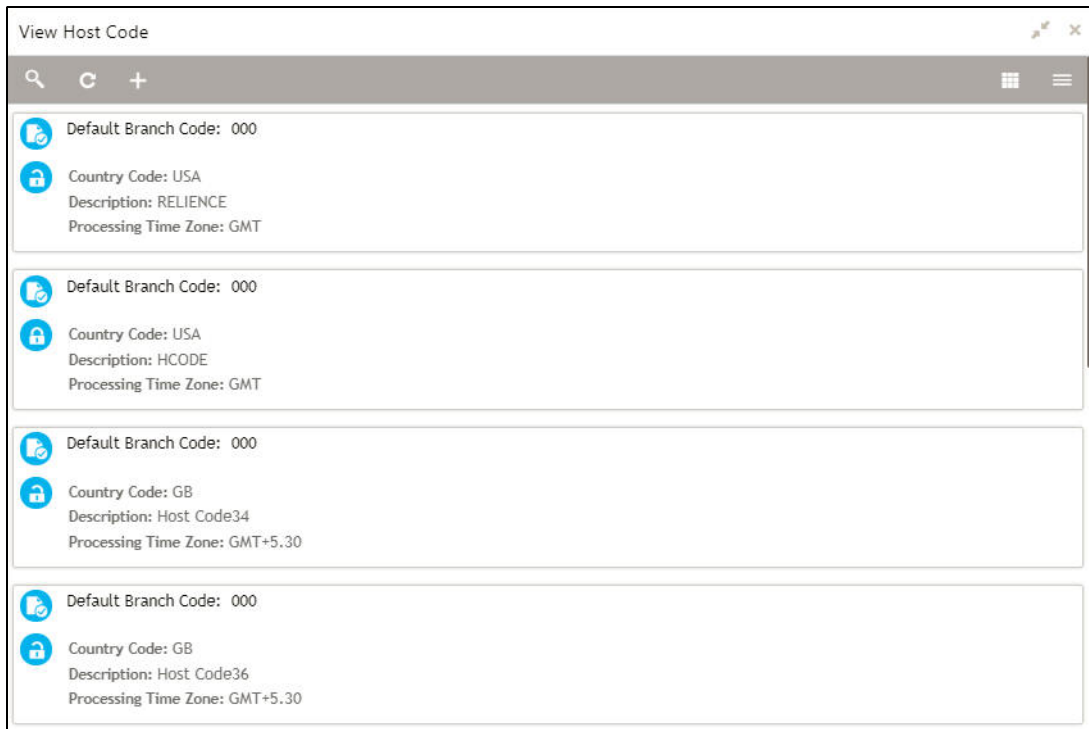 View Host Code
Default Branch Code: 000
Country Code: USA
Description: RELIENCE
Processing Time Zone: GMT
Default Branch Code: 000
Country Code: USA
Description: HCODE
Processing Time Zone: GMT
Default Branch Code: 000
Country Code: GB
Description: Host Code34
Processing Time Zone: GMT+5.30
Default Branch Code: 000
Country Code: GB
Description: Host Code36
Processing Time Zone: GMT+5.30